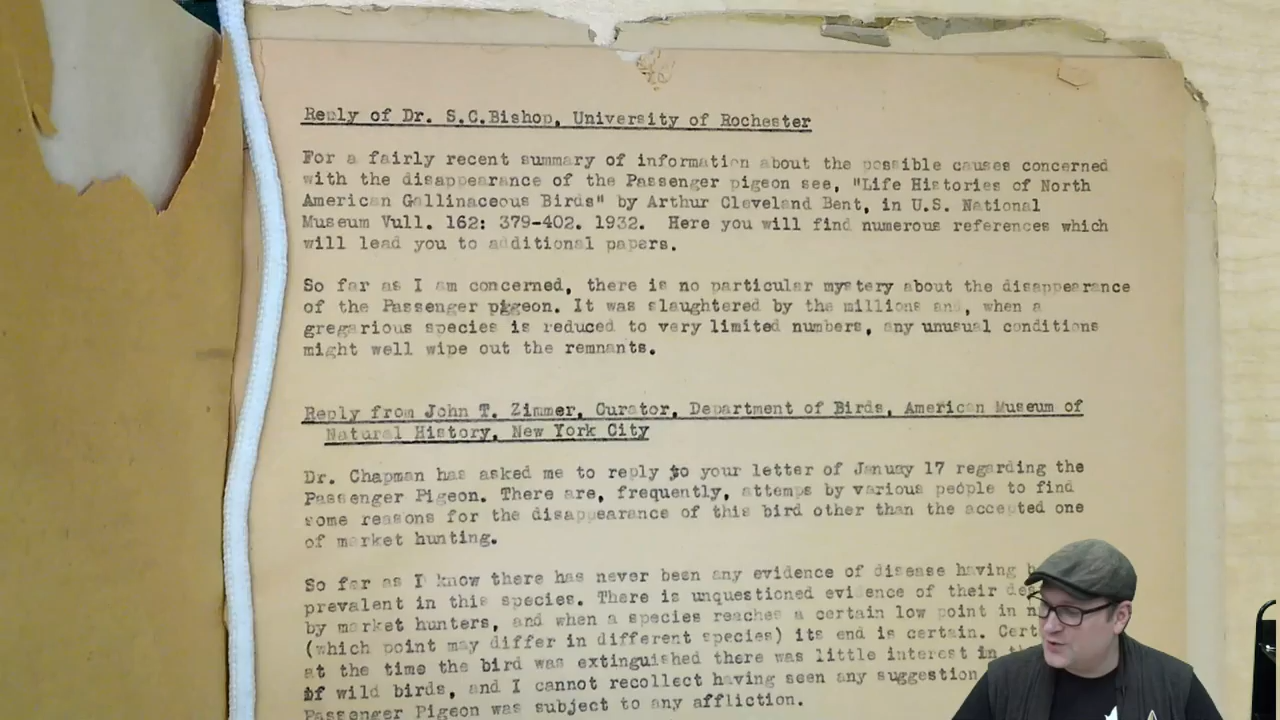 Reply of Dr. S.C.Bishop, University of Rochester
For a fairly recent summary of information about the possible causes concerned
with the disappearance of the Passenger pigeon see, "Life Histories of North
American Gallinaceous Birds" by Arthur Cleveland Bent, in U.S. National
Museum Vull. 162: 379-402. 1932. Here you will find numerous references which
will lead you to additional papers.
So far as I am concerned, there is no particular mystery about the disappearance
of the Passenger pigeon. It was slaughtered by the millions and, when a
gregarious species is reduced to very limited numbers, any unusual conditions
might well wipe out the remnants.
Reply from John T. Zimmer, Curator, Department of Birds, American Museum of
Natural History, New York City
Dr. Chapman has asked me to reply to your letter of Januay 17 regarding the
Passenger Pigeon. There are, frequently, attemps by various people to find
some reasons for the disappearance of this bird other than the accepted one
of market hunting.
So far as I know there has never been any evidence of disease having
prevalent in this species. There is unquestioned evidence of their
by market hunters, and when a species reaches a certain low point in
(which point may differ in different species) its end is certain.
at the time the bird was extinguished there was little interest in
of wild birds, and I cannot recollect having seen any suggestion
Passenger Pigeon was subject to any affliction.